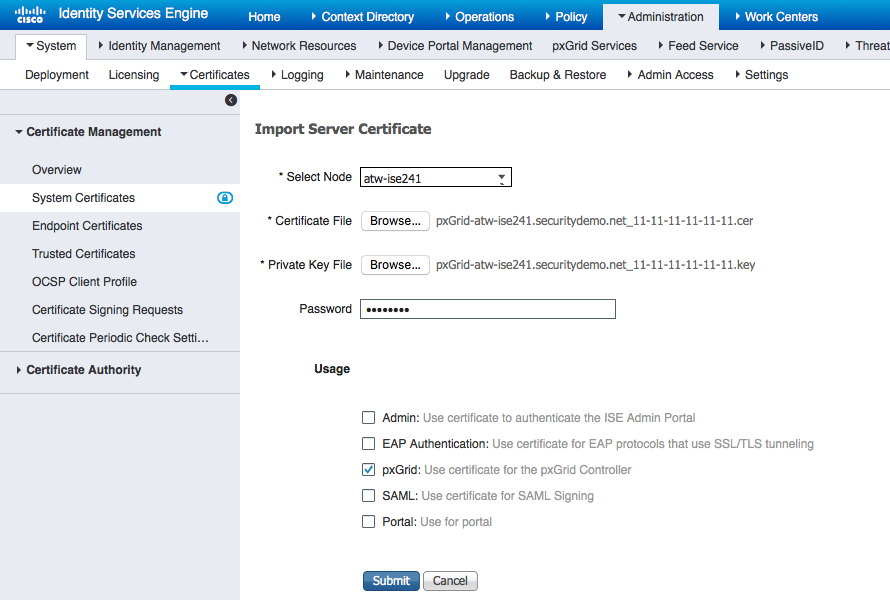 CISCO Identity Services Engine Home Context Directory Operations Policy Administration Work Centers
System Identity Management Network Resources Device Portal Management pxGrid Services Feed Service PassiveID Threat
Deployment Licensing Certificates Logging Maintenance Upgrade Backup & Restore Admin Access Settings
Certificate Management
Overview
System Certificates
Endpoint Certificates
Trusted Certificates
OCSP Client Profile
Certificate Signing Requests
Certificate Periodic Check Setti...
Certificate Authority
Import Server Certificate
* Select Node atw-ise241
* Certificate File Browse... pxGrid-atw-ise241.securitydemo.net_11-11-11-11-11-11.cer
* Private Key File Browse... pxGrid-atw-ise241.securitydemo.net_11-11-11-11-11-11.key
Password ••••••••
Usage
Admin: Use certificate to authenticate the ISE Admin Portal
EAP Authentication: Use certificate for EAP protocols that use SSL/TLS tunneling
pxGrid: Use certificate for the pxGrid Controller
SAML: Use certificate for SAML Signing
Portal: Use for portal
Submit Cancel